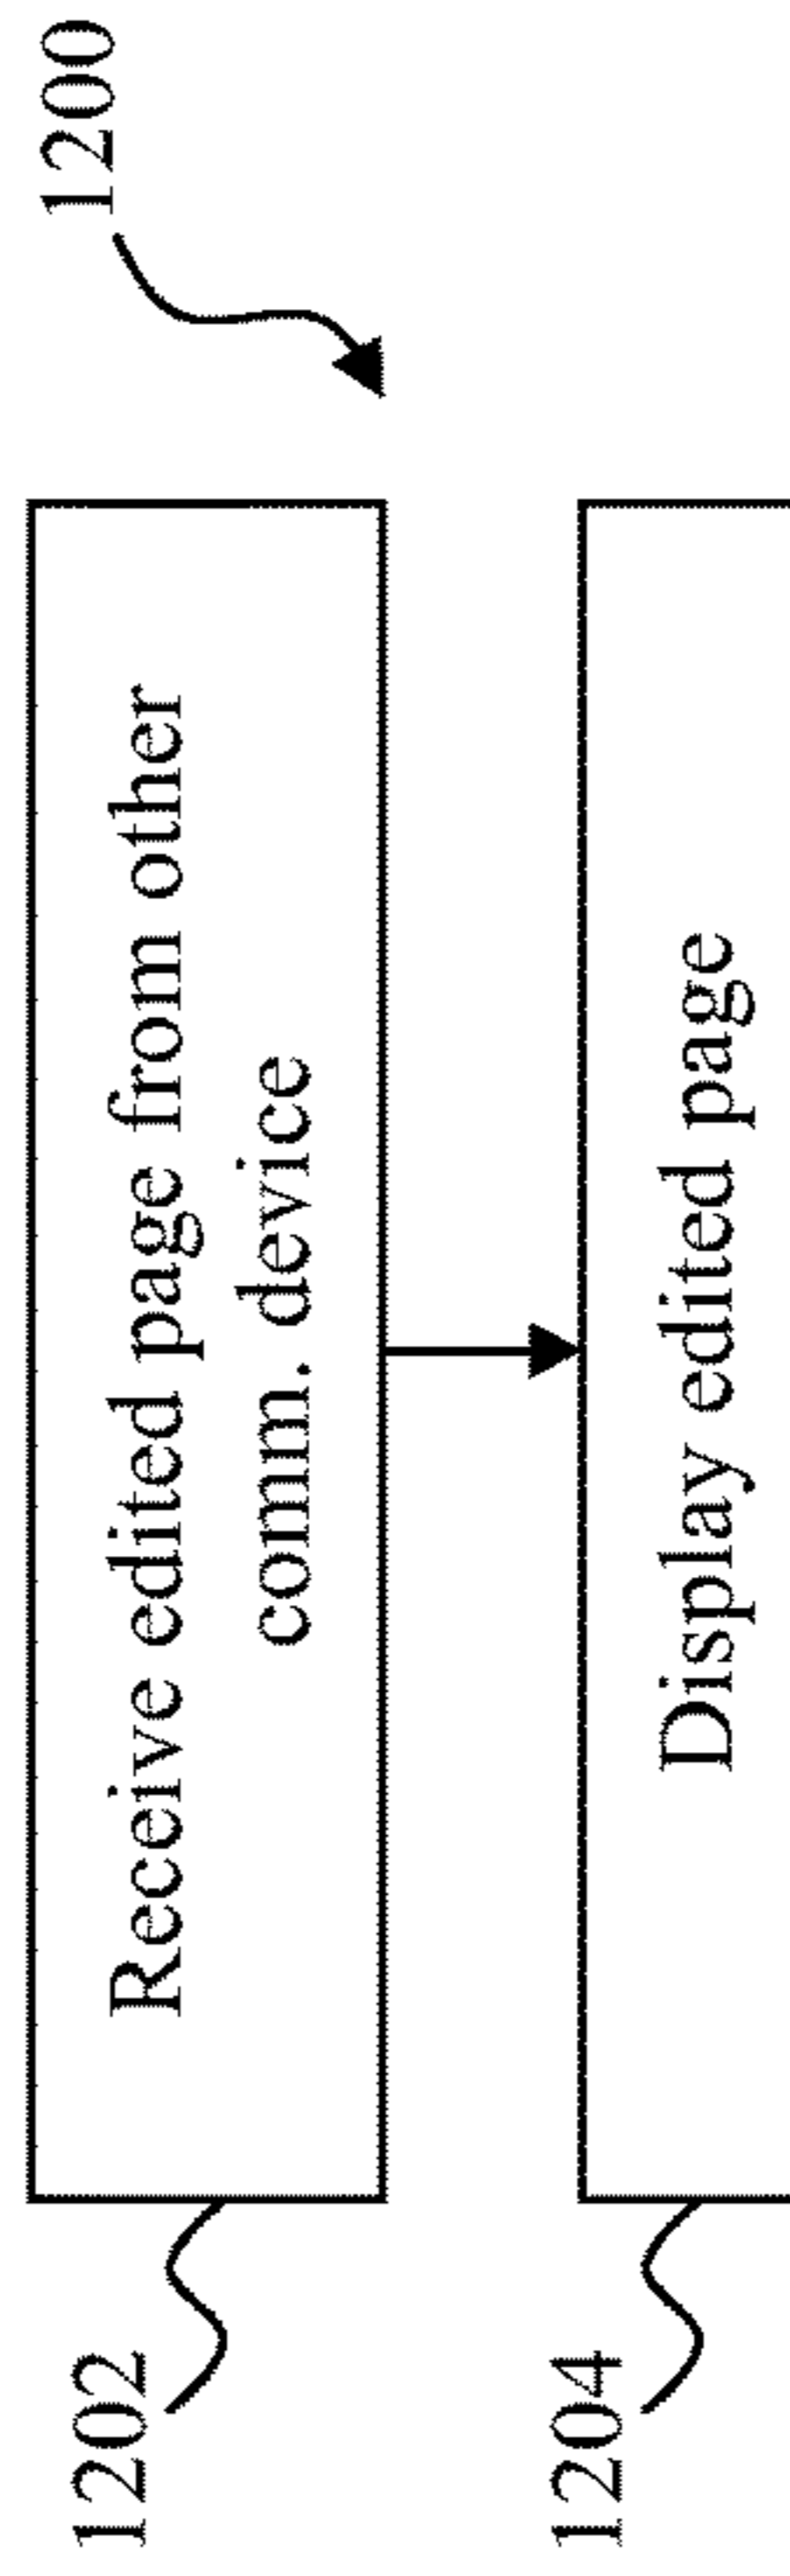 1200
1202
Receive edited page from other
comm. device
1204
Display edited page